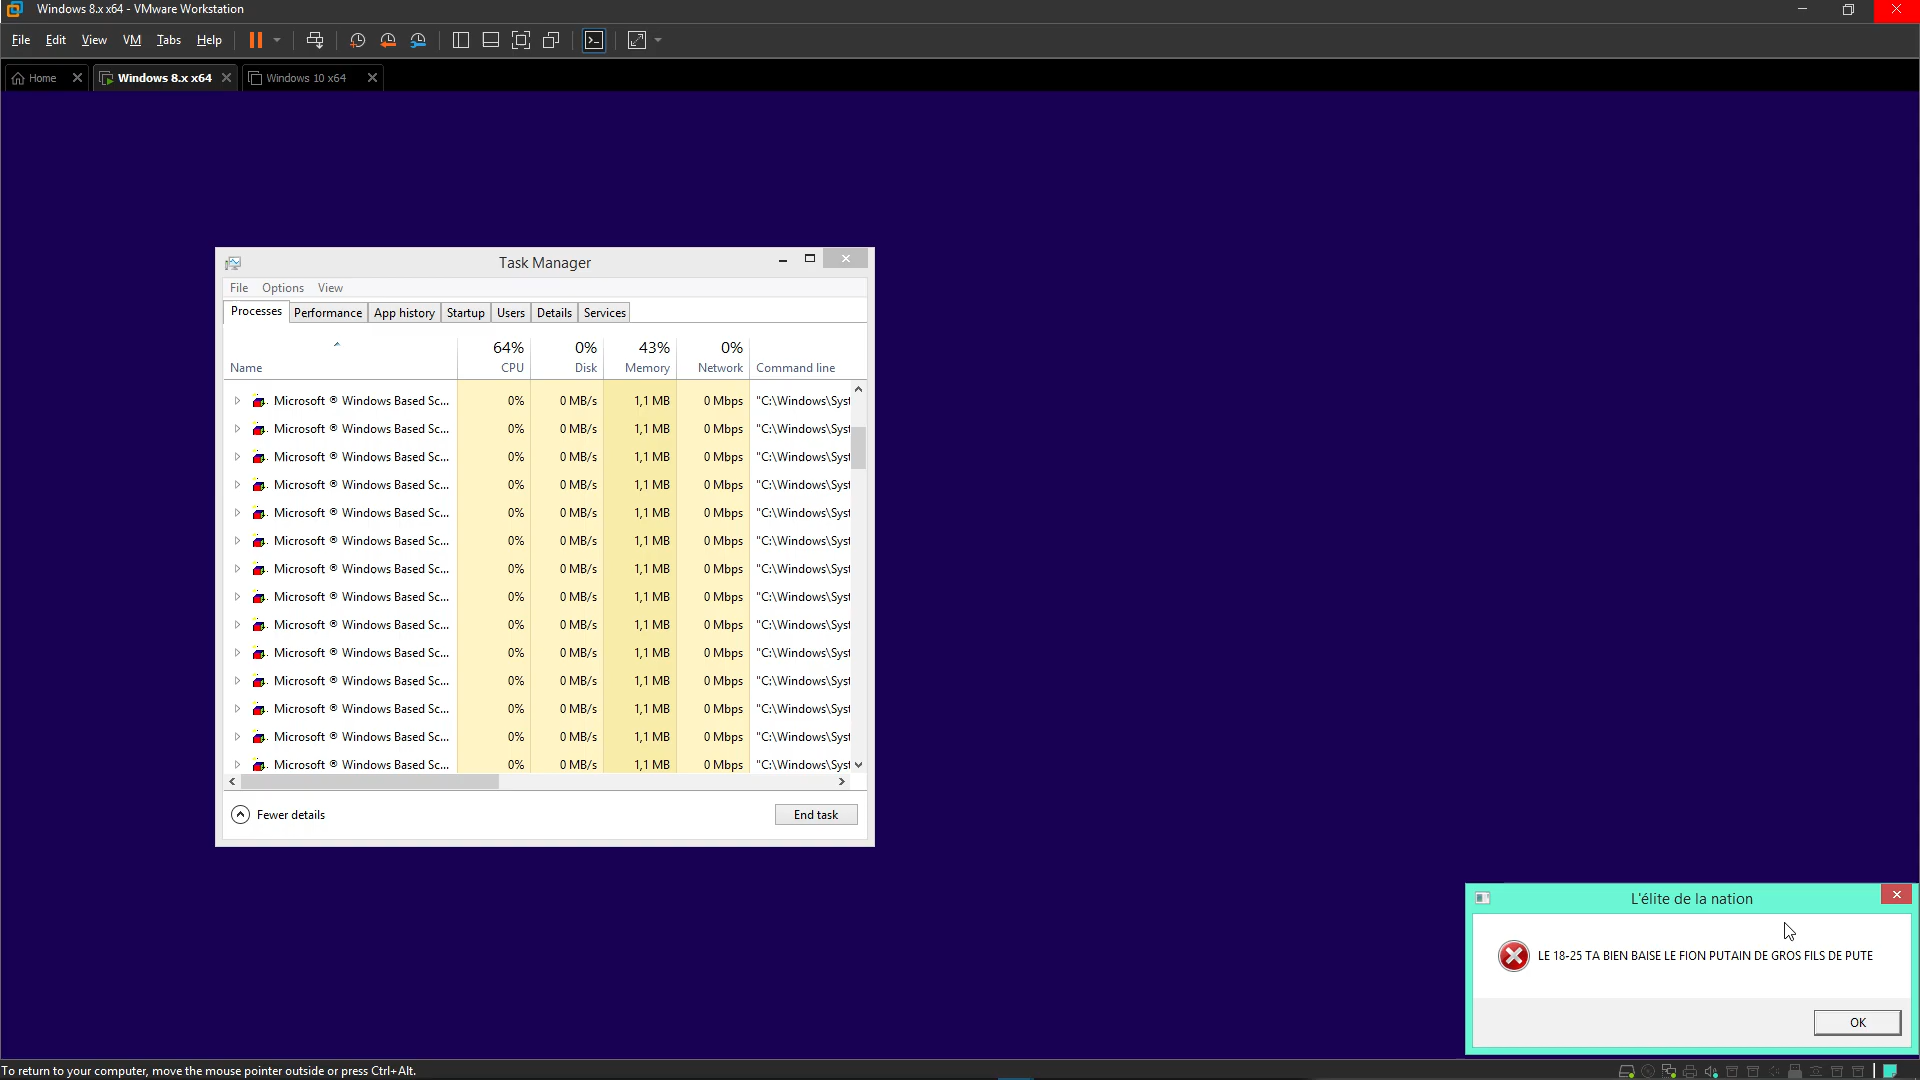 Windows 8.x x64 - VMware Workstation
File Edit View VM Tabs Help
Home Windows 8.x x64 Windows 10 x64
Task Manager
File Options View
Processes Performance App history Startup Users Details Services
64% 0% 43% 0%
Name CPU Disk Memory Network Command line
Microsoft ® Windows Based Sc... 0% 0 MB/s 1,1 MB 0 Mbps "C:\Windows\Syst
Microsoft ® Windows Based Sc... 0% 0 MB/s 1,1 MB 0 Mbps "C:\Windows\Syst
Microsoft ® Windows Based Sc... 0% 0 MB/s 1,1 MB 0 Mbps "C:\Windows\Syst
Microsoft ® Windows Based Sc... 0% 0 MB/s 1,1 MB 0 Mbps "C:\Windows\Syst
Microsoft ® Windows Based Sc... 0% 0 MB/s 1,1 MB 0 Mbps "C:\Windows\Syst
Microsoft ® Windows Based Sc... 0% 0 MB/s 1,1 MB 0 Mbps "C:\Windows\Syst
Microsoft ® Windows Based Sc... 0% 0 MB/s 1,1 MB 0 Mbps "C:\Windows\Syst
Microsoft ® Windows Based Sc... 0% 0 MB/s 1,1 MB 0 Mbps "C:\Windows\Syst
Microsoft ® Windows Based Sc... 0% 0 MB/s 1,1 MB 0 Mbps "C:\Windows\Syst
Microsoft ® Windows Based Sc... 0% 0 MB/s 1,1 MB 0 Mbps "C:\Windows\Syst
Microsoft ® Windows Based Sc... 0% 0 MB/s 1,1 MB 0 Mbps "C:\Windows\Syst
Microsoft ® Windows Based Sc... 0% 0 MB/s 1,1 MB 0 Mbps "C:\Windows\Syst
Microsoft ® Windows Based Sc... 0% 0 MB/s 1,1 MB 0 Mbps "C:\Windows\Syst
Microsoft ® Windows Based Sc... 0% 0 MB/s 1,1 MB 0 Mbps "C:\Windows\Syst
Fewer details End task
L'élite de la nation
LE 18-25 TA BIEN BAISE LE FION PUTAIN DE GROS FILS DE PUTE
OK
To return to your computer, move the mouse pointer outside or press Ctrl+Alt.